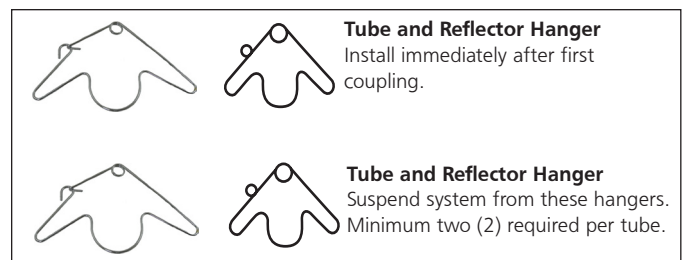 Tube and Reflector Hanger
Install immediately after first
coupling.
Tube and Reflector Hanger
Suspend system from these hangers.
Minimum two (2) required per tube.